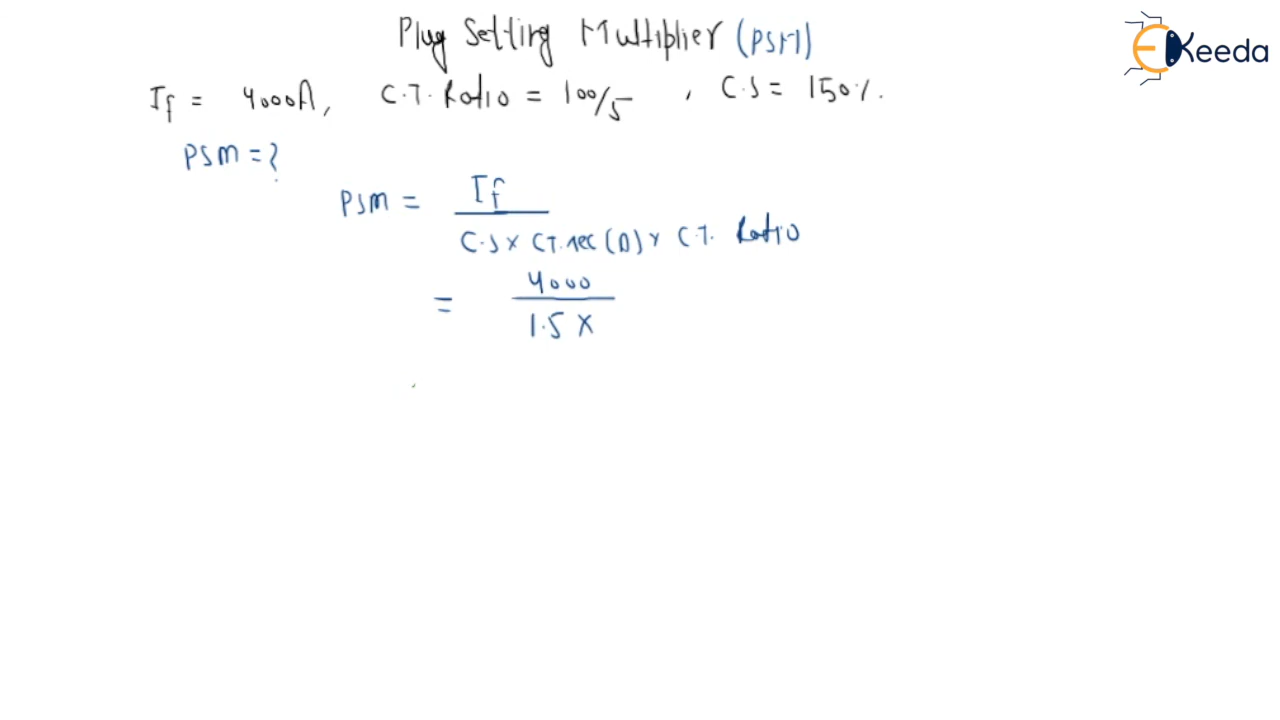 Plug Setting Multiplier (PSM)
EKeeda
If = 4000A, C.T. Ratio = 100/5 , C.S = 150%.
PSM = ?
PSM = If / C.S x CT.sec (A) x C.T. Ratio
= 4000 / 1.5 x